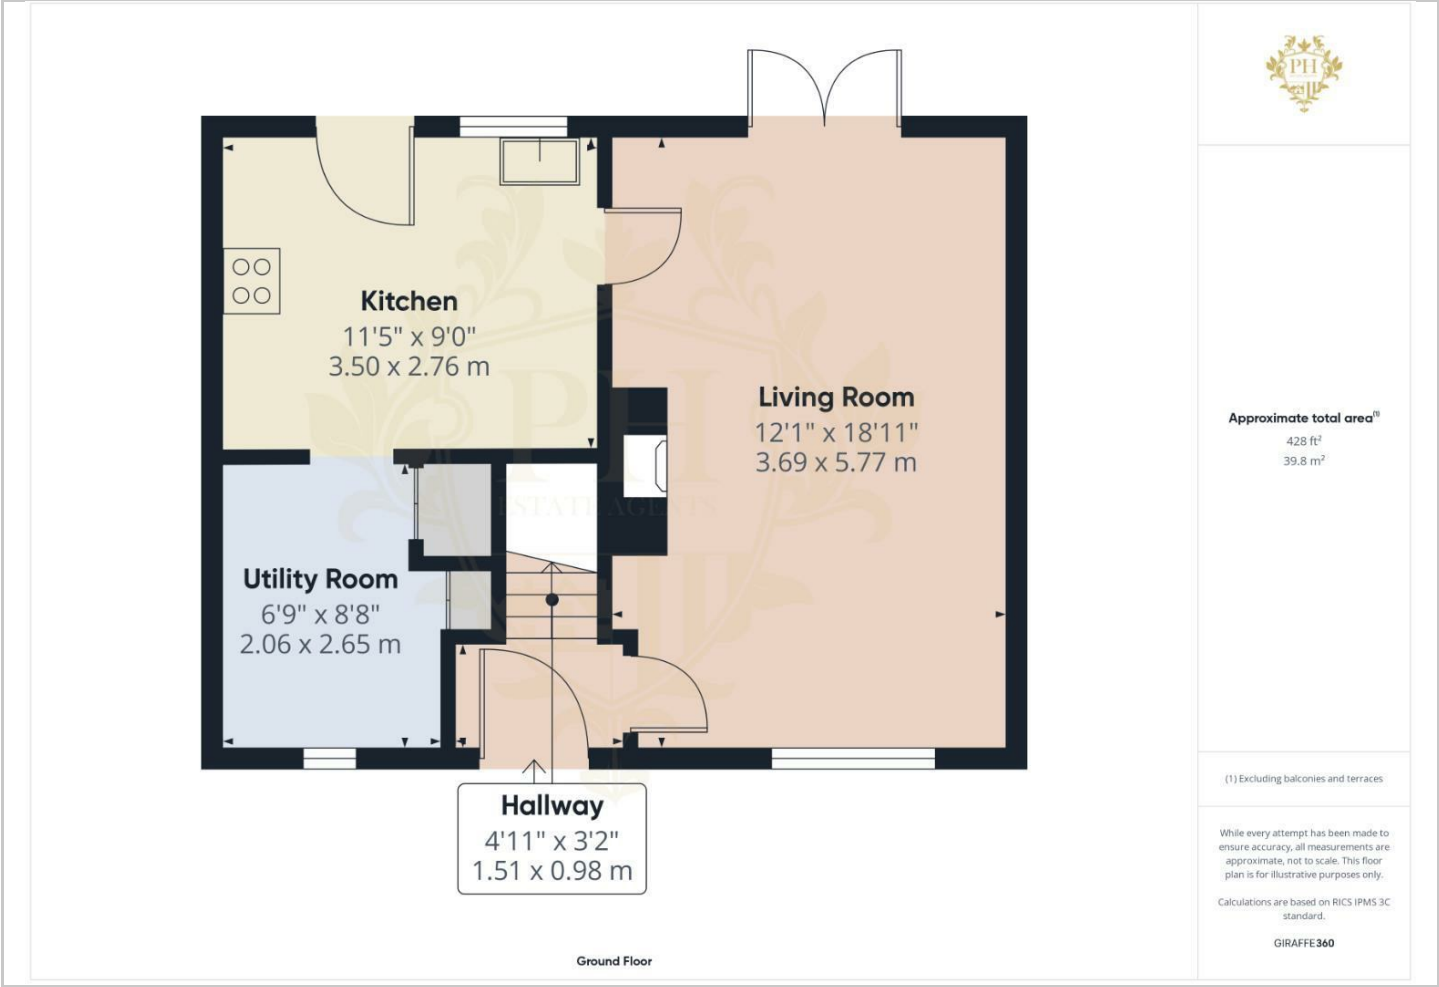 PH
Kitchen
11'5" x 9'0"
3.50 x 2.76 m
Living Room
12'1" x 18'11"
3.69 x 5.77 m
PH
ESTATE AGENTS
Utility Room
6'9" x 8'8"
2.06 x 2.65 m
Hallway
4'11" x 3'2"
1.51 x 0.98 m
Ground Floor
Approximate total area(1)
428 ft²
39.8 m²
(1) Excluding balconies and terraces
While every attempt has been made to
ensure accuracy, all measurements are
approximate, not to scale. This floor
plan is for illustrative purposes only.
Calculations are based on RICS IPMS 3C
standard.
GIRAFFE360